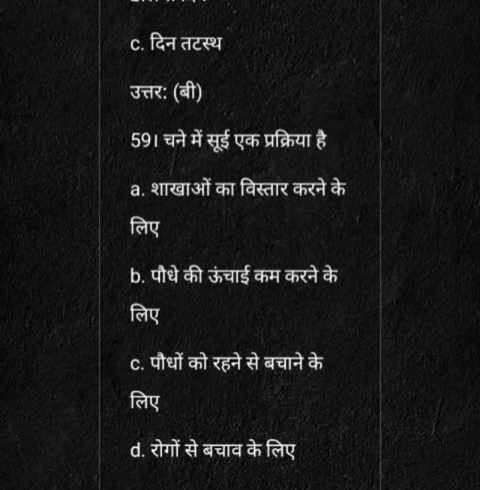 c. दिन तटस्थ
उत्तर: (बी)
59। चने में सूई एक प्रक्रिया है
a. शाखाओं का विस्तार करने के
लिए
b. पौधे की ऊंचाई कम करने के
लिए
c. पौधों को रहने से बचाने के
लिए
d. रोगों से बचाव के लिए